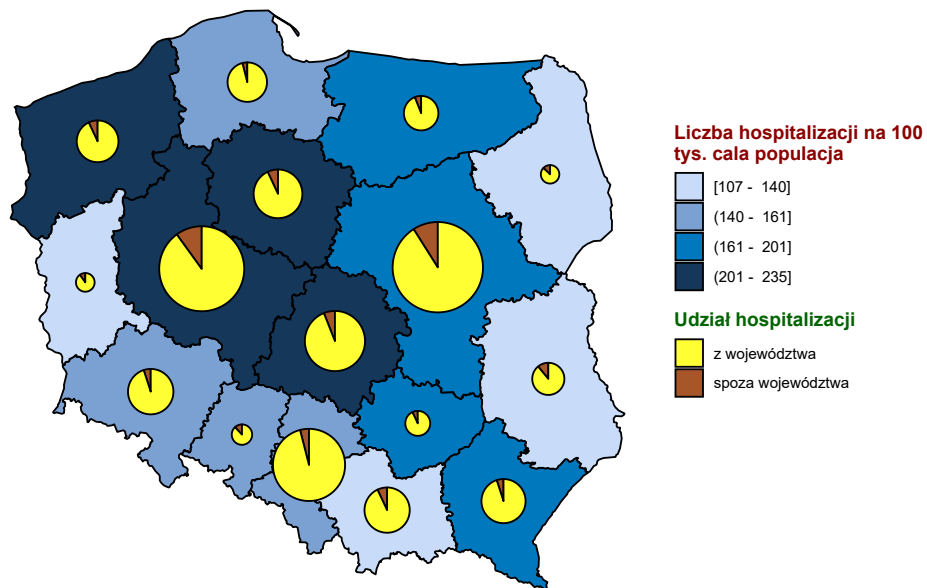 Liczba hospitalizacji na 100
tys. cala populacja
[107 - 140]
(140 - 161]
(161 - 201]
(201 - 235]
Udział hospitalizacji
z województwa
spoza województwa